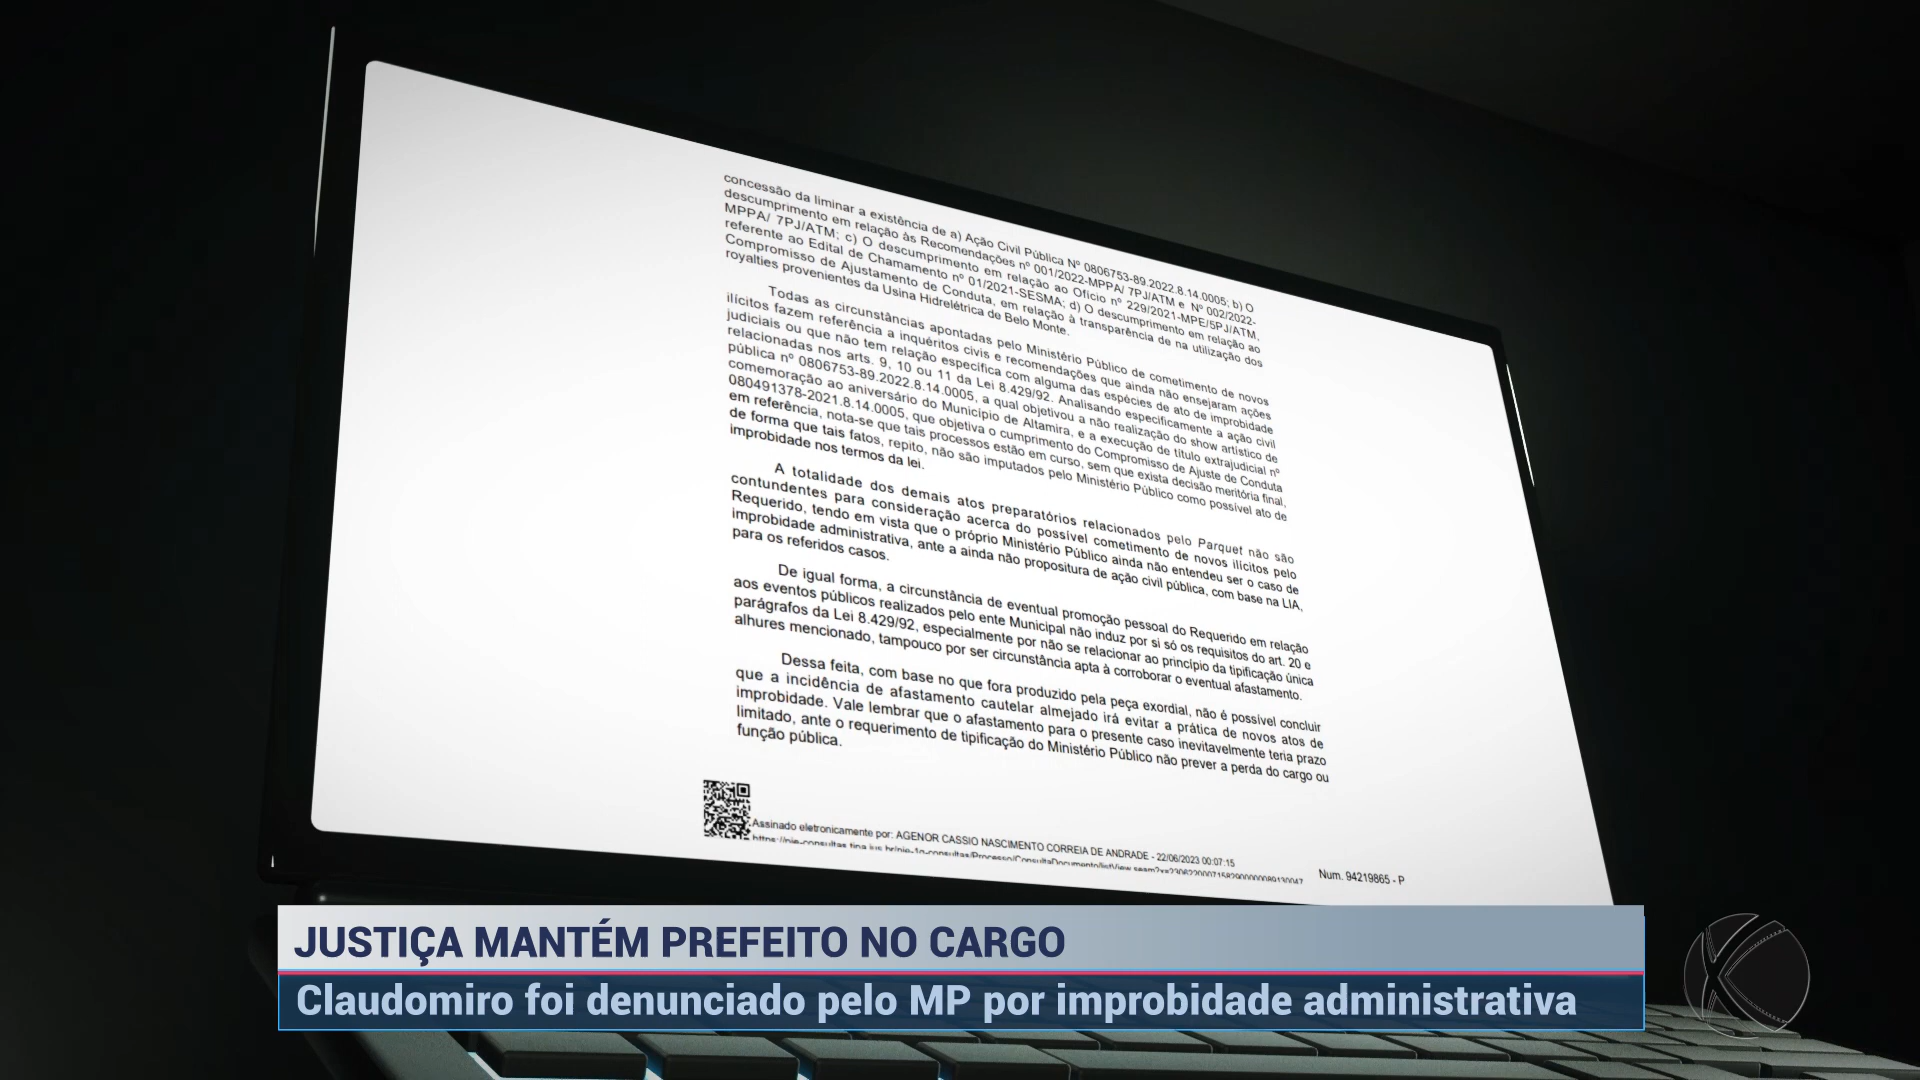 concessão da liminar a existência de a) Ação Civil Pública Nº 0806753-89.2022.8.14.0005; b) O
descumprimento em relação às Recomendações nº 001/2022-MPPA/ 7PJ/ATM e Nº 002/2022-
MPPA/ 7PJ/ATM; c) O descumprimento em relação ao Ofício nº 229/2021-MPE/5PJ/ATM,
referente ao Edital de Chamamento nº 01/2021-SESMA; d) O descumprimento em relação ao
Compromisso de Ajustamento de Conduta, em relação à transparência de na utilização dos
royalties provenientes da Usina Hidrelétrica de Belo Monte.
Todas as circunstâncias apontadas pelo Ministério Público de cometimento de novos
ilícitos fazem referência a inquéritos civis e recomendações que ainda não ensejaram ações
judiciais ou que não tem relação específica com alguma das espécies de ato de improbidade
relacionadas nos arts. 9, 10 ou 11 da Lei 8.429/92. Analisando especificamente a ação civil
pública nº 0806753-89.2022.8.14.0005, a qual objetivou a não realização do show artístico de
comemoração ao aniversário do Município de Altamira, e a execução de título extrajudicial nº
080491378-2021.8.14.0005, que objetiva o cumprimento do Compromisso de Ajuste de Conduta
em referência, nota-se que tais processos estão em curso, sem que exista decisão meritória final,
de forma que tais fatos, repito, não são imputados pelo Ministério Público como possível ato de
improbidade nos termos da lei.
A totalidade dos demais atos preparatórios relacionados pelo Parquet não são
contundentes para consideração acerca do possível cometimento de novos ilícitos pelo
Requerido, tendo em vista que o próprio Ministério Público ainda não entendeu ser o caso de
improbidade administrativa, ante a ainda não propositura de ação civil pública, com base na LIA,
para os referidos casos.
De igual forma, a circunstância de eventual promoção pessoal do Requerido em relação
aos eventos públicos realizados pelo ente Municipal não induz por si só os requisitos do art. 20 e
parágrafos da Lei 8.429/92, especialmente por não se relacionar ao princípio da tipificação única
alhures mencionado, tampouco por ser circunstância apta à corroborar o eventual afastamento.
Dessa feita, com base no que fora produzido pela peça exordial, não é possível concluir
que a incidência de afastamento cautelar almejado irá evitar a prática de novos atos de
improbidade. Vale lembrar que o afastamento para o presente caso inevitavelmente teria prazo
limitado, ante o requerimento de tipificação do Ministério Público não prever a perda do cargo ou
função pública.
Assinado eletronicamente por: AGENOR CASSIO NASCIMENTO CORREIA DE ANDRADE - 22/06/2023 00:07:15
Num. 94219865 - P
JUSTIÇA MANTÉM PREFEITO NO CARGO
Claudomiro foi denunciado pelo MP por improbidade administrativa